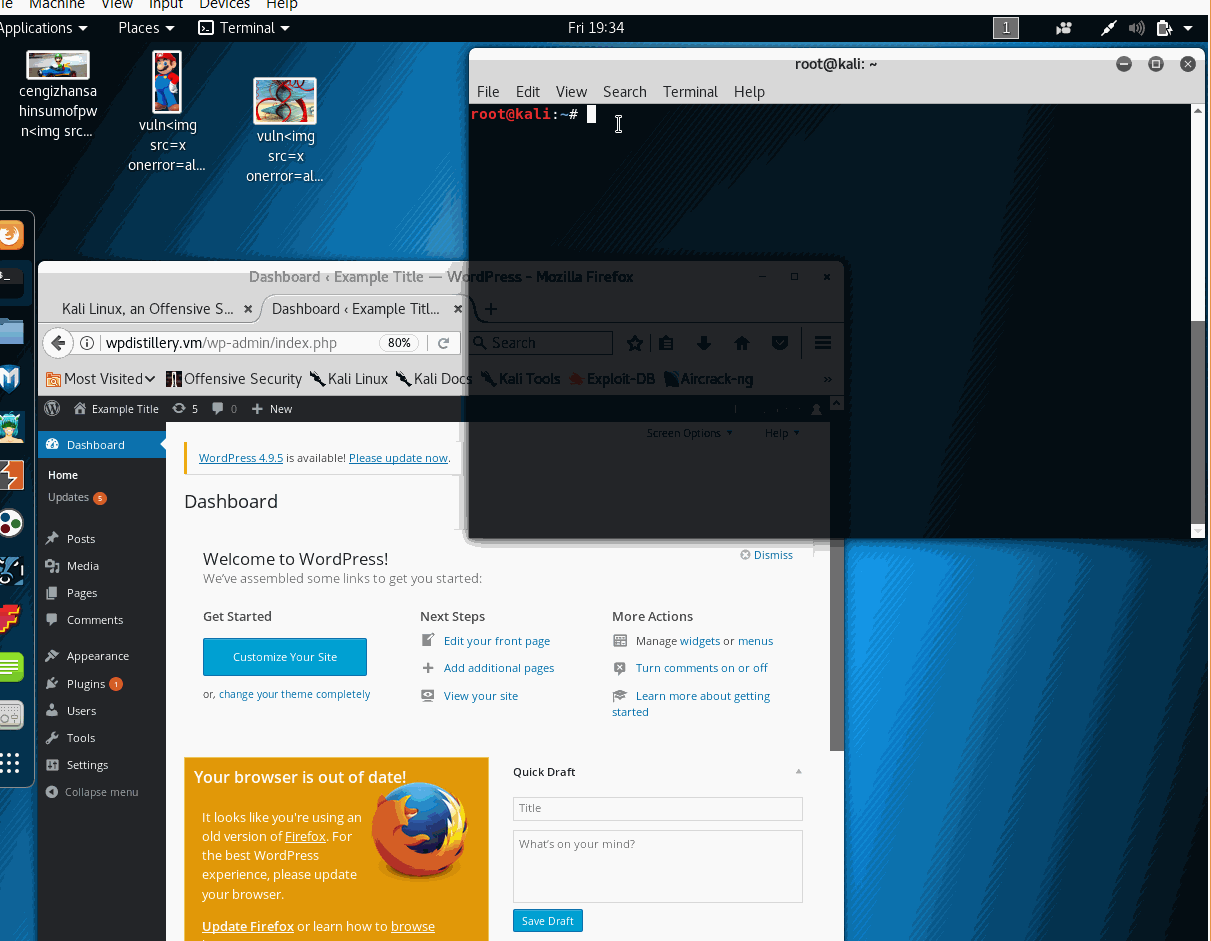 Machine View Input Devices Help
Applications Places Terminal Fri 19:34 1
cengizhansa
hinsumofpw
n<img src...
vuln<img
src=x
onerror=al...
vuln<img
src=x
onerror=al...
root@kali: ~
File Edit View Search Terminal Help
root@kali:~#
Dashboard ‹ Example Title — WordPress - Mozilla Firefox
Kali Linux, an Offensive S... Dashboard ‹ Example Titl...
wpdistillery.vm/wp-admin/index.php 80% Search
Most Visited Offensive Security Kali Linux Kali Docs Kali Tools Exploit-DB Aircrack-ng »
Example Title 5 0 New
Screen Options Help
Dashboard
Home
Updates 5
Posts
Media
Pages
Comments
Appearance
Plugins 1
Users
Tools
Settings
Collapse menu
WordPress 4.9.5 is available! Please update now.
Dashboard
Dismiss
Welcome to WordPress!
We've assembled some links to get you started:
Get Started
Customize Your Site
or, change your theme completely
Next Steps
Edit your front page
Add additional pages
View your site
More Actions
Manage widgets or menus
Turn comments on or off
Learn more about getting
started
Your browser is out of date!
It looks like you're using an
old version of Firefox. For
the best WordPress
experience, please update
your browser.
Update Firefox or learn how to browse
Quick Draft
Title
What's on your mind?
Save Draft